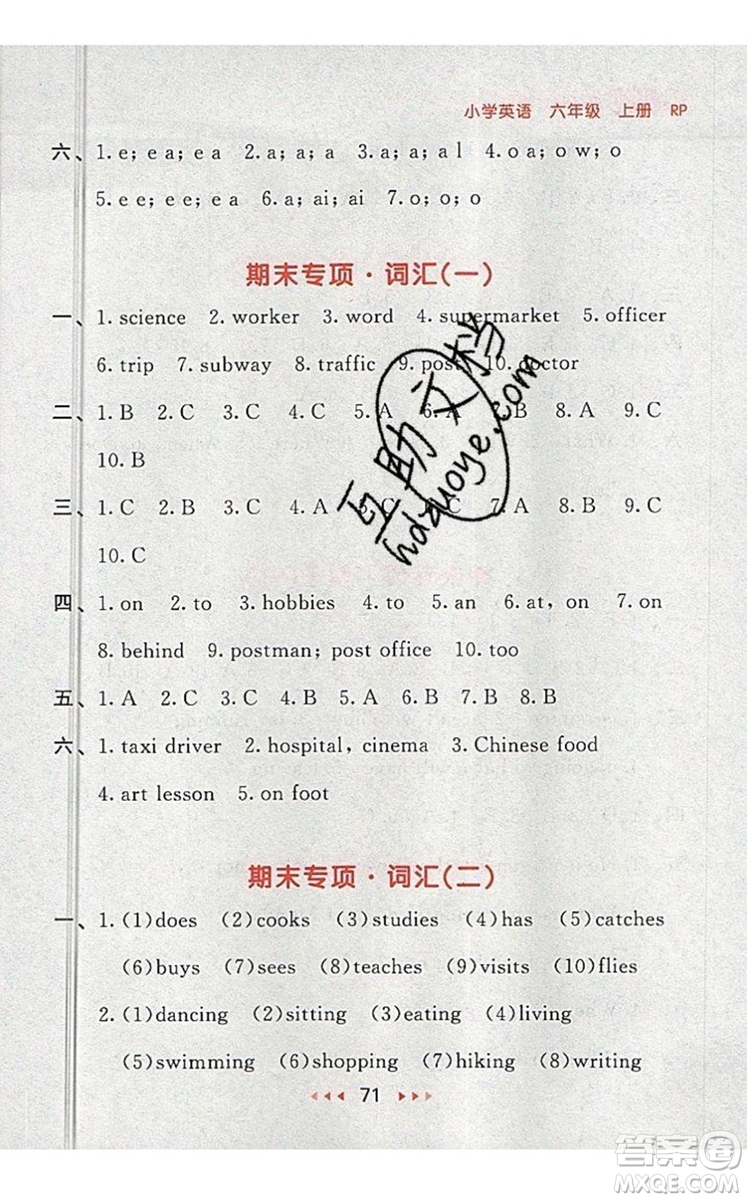 小学英语 六年级 上册 RP
六、 1. e; e a; e a 2. a; a; a 3. a; a; a l 4. o a; o w; o
5. e e; e e; e a 6. a; ai; ai 7. o; o; o
期末专项·词汇(一)
一、 1. science 2. worker 3. word 4. supermarket 5. officer
6. trip 7. subway 8. traffic 9. post 10. doctor
二、 1. B 2. C 3. C 4. C 5. A 6. A 7. B 8. A 9. C
10. B
三、 1. C 2. B 3. C 4. A 5. C 6. C 7. A 8. B 9. C
10. C
四、 1. on 2. to 3. hobbies 4. to 5. an 6. at, on 7. on
8. behind 9. postman; post office 10. too
五、 1. A 2. C 3. C 4. B 5. A 6. B 7. B 8. B
六、 1. taxi driver 2. hospital, cinema 3. Chinese food
4. art lesson 5. on foot
期末专项·词汇(二)
一、 1. (1)does (2)cooks (3)studies (4)has (5)catches
(6)buys (7)sees (8)teaches (9)visits (10)flies
2. (1)dancing (2)sitting (3)eating (4)living
(5)swimming (6)shopping (7)hiking (8)writing
71
互助文档
hdzuoye.com
答案圈
MXQE.COM